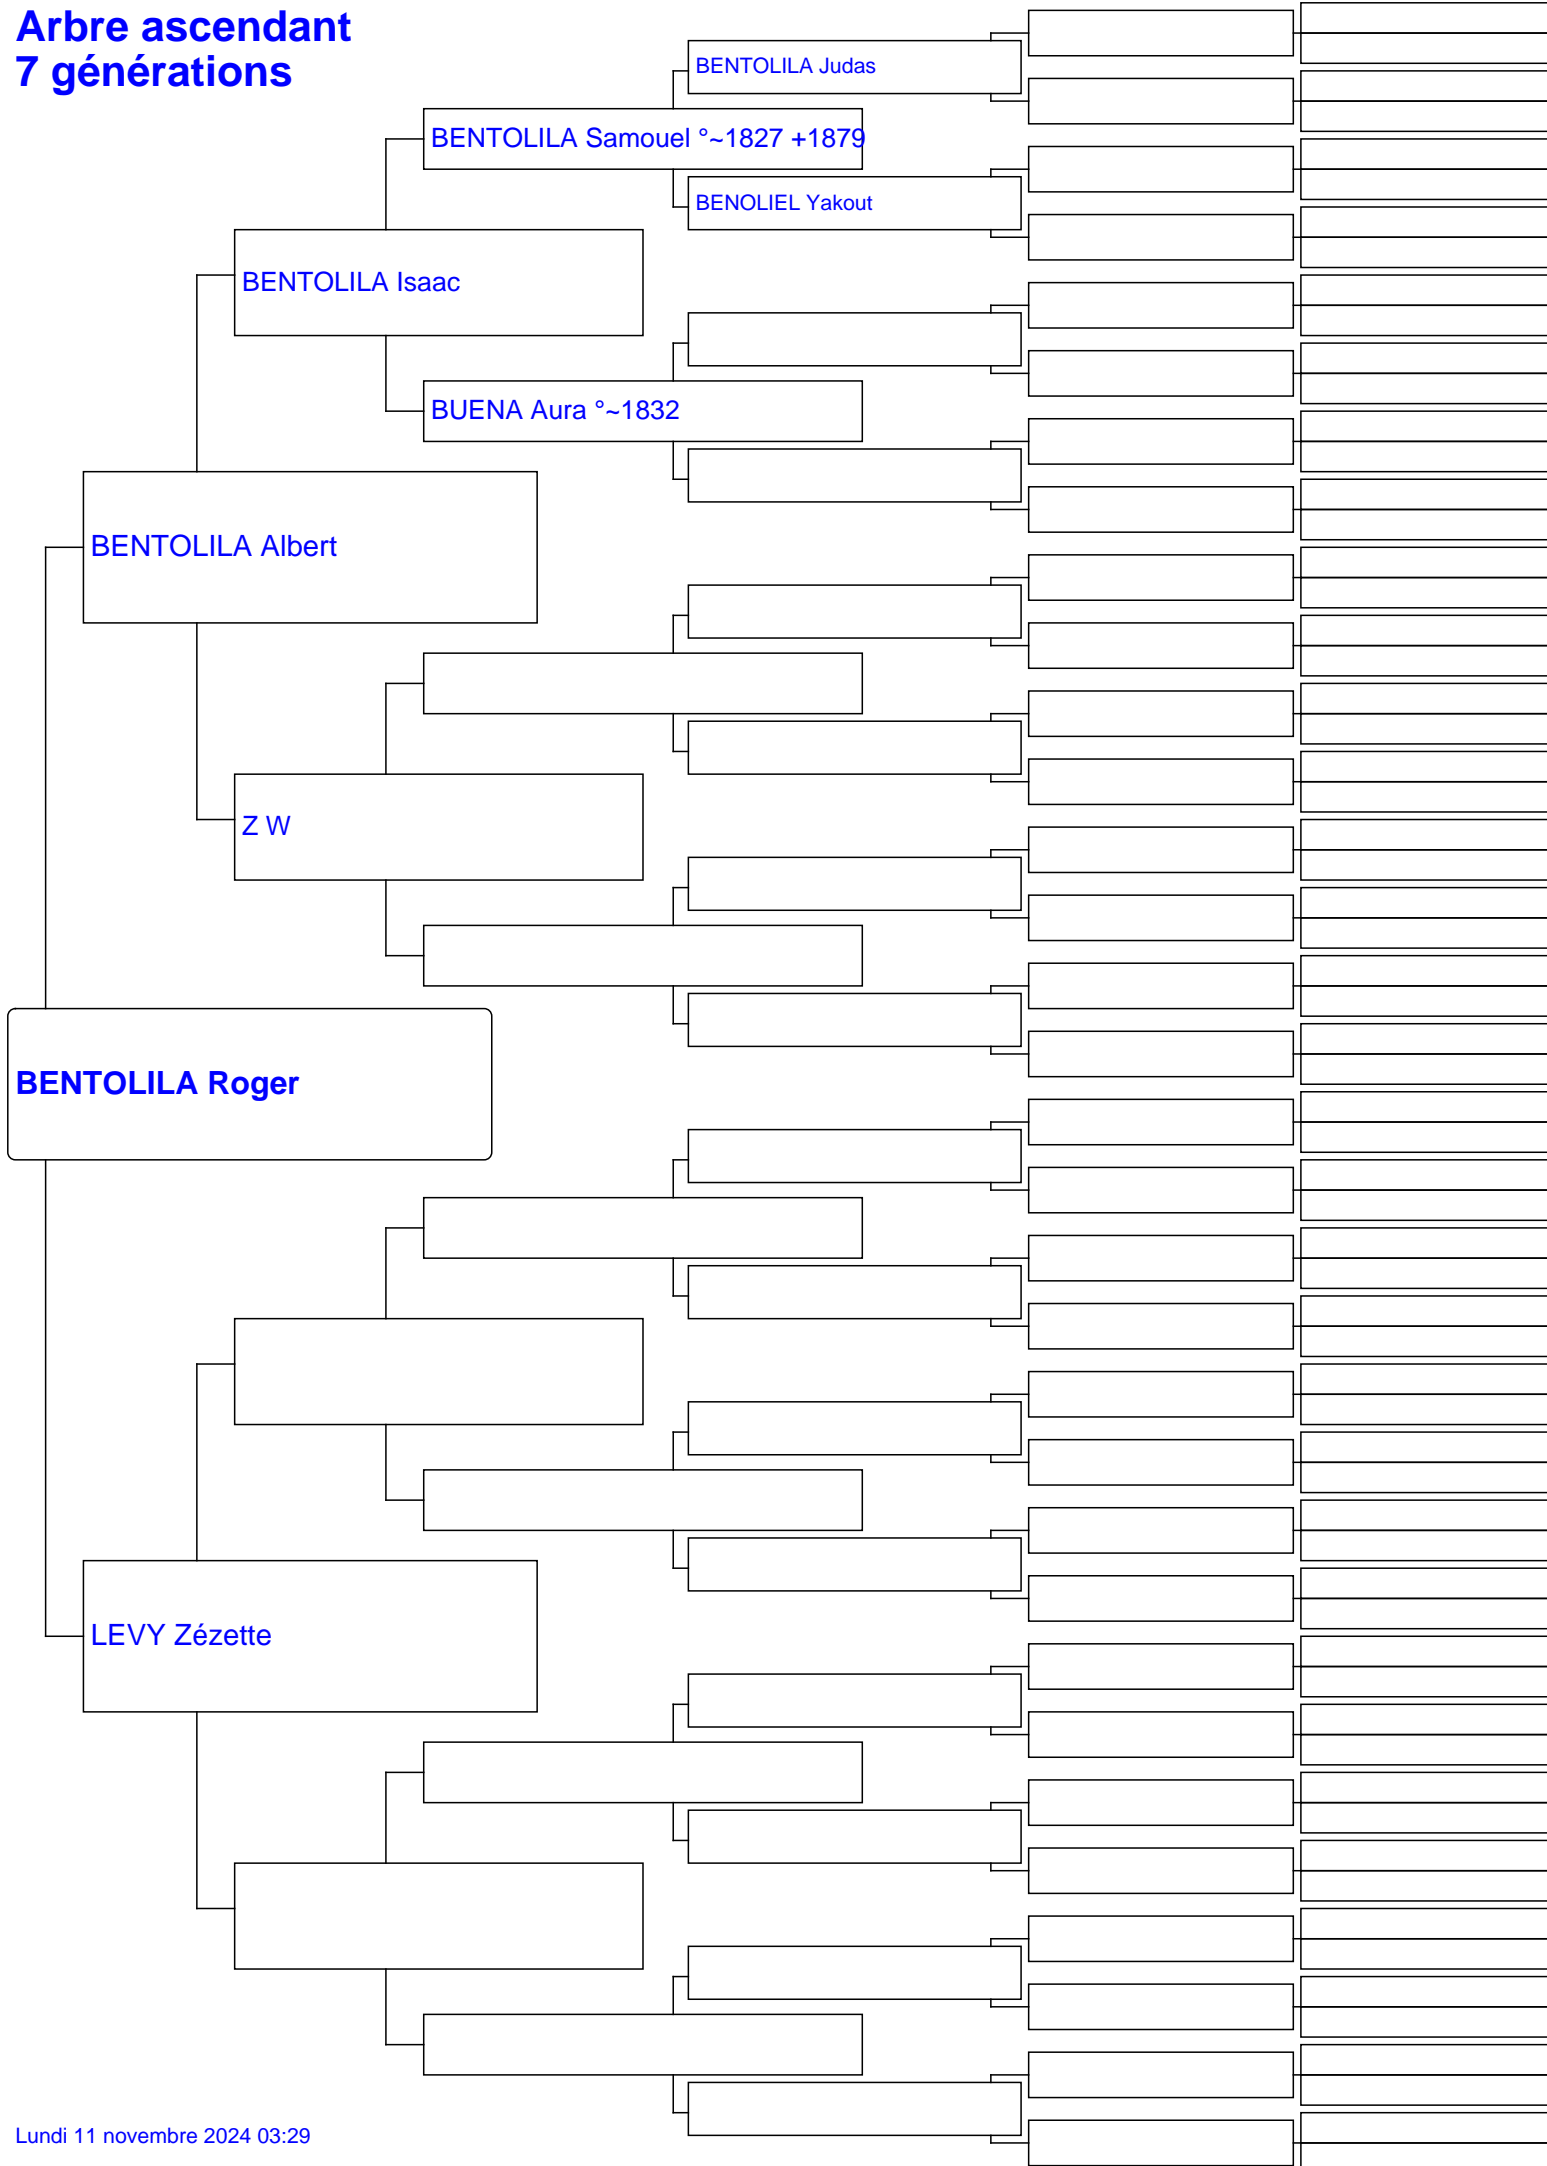 Arbre ascendant
7 générations
BENTOLILA Judas
BENTOLILA Samouel °~1827 +1879
BENOLIEL Yakout
BENTOLILA Isaac
BUENA Aura °~1832
BENTOLILA Albert
Z W
BENTOLILA Roger
LEVY Zézette
Lundi 11 novembre 2024 03:29